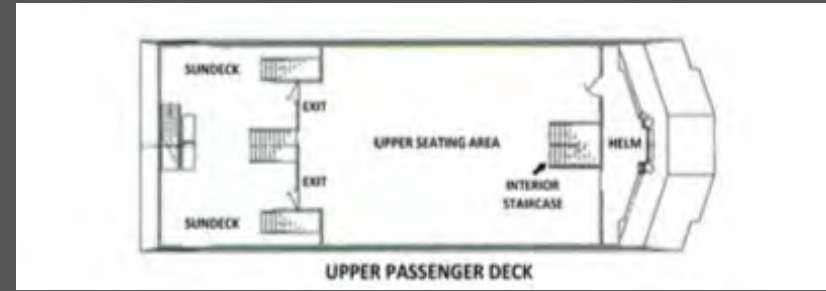 SUNDECK
EXIT
UPPER SEATING AREA
HELM
EXIT
INTERIOR
STAIRCASE
SUNDECK
UPPER PASSENGER DECK